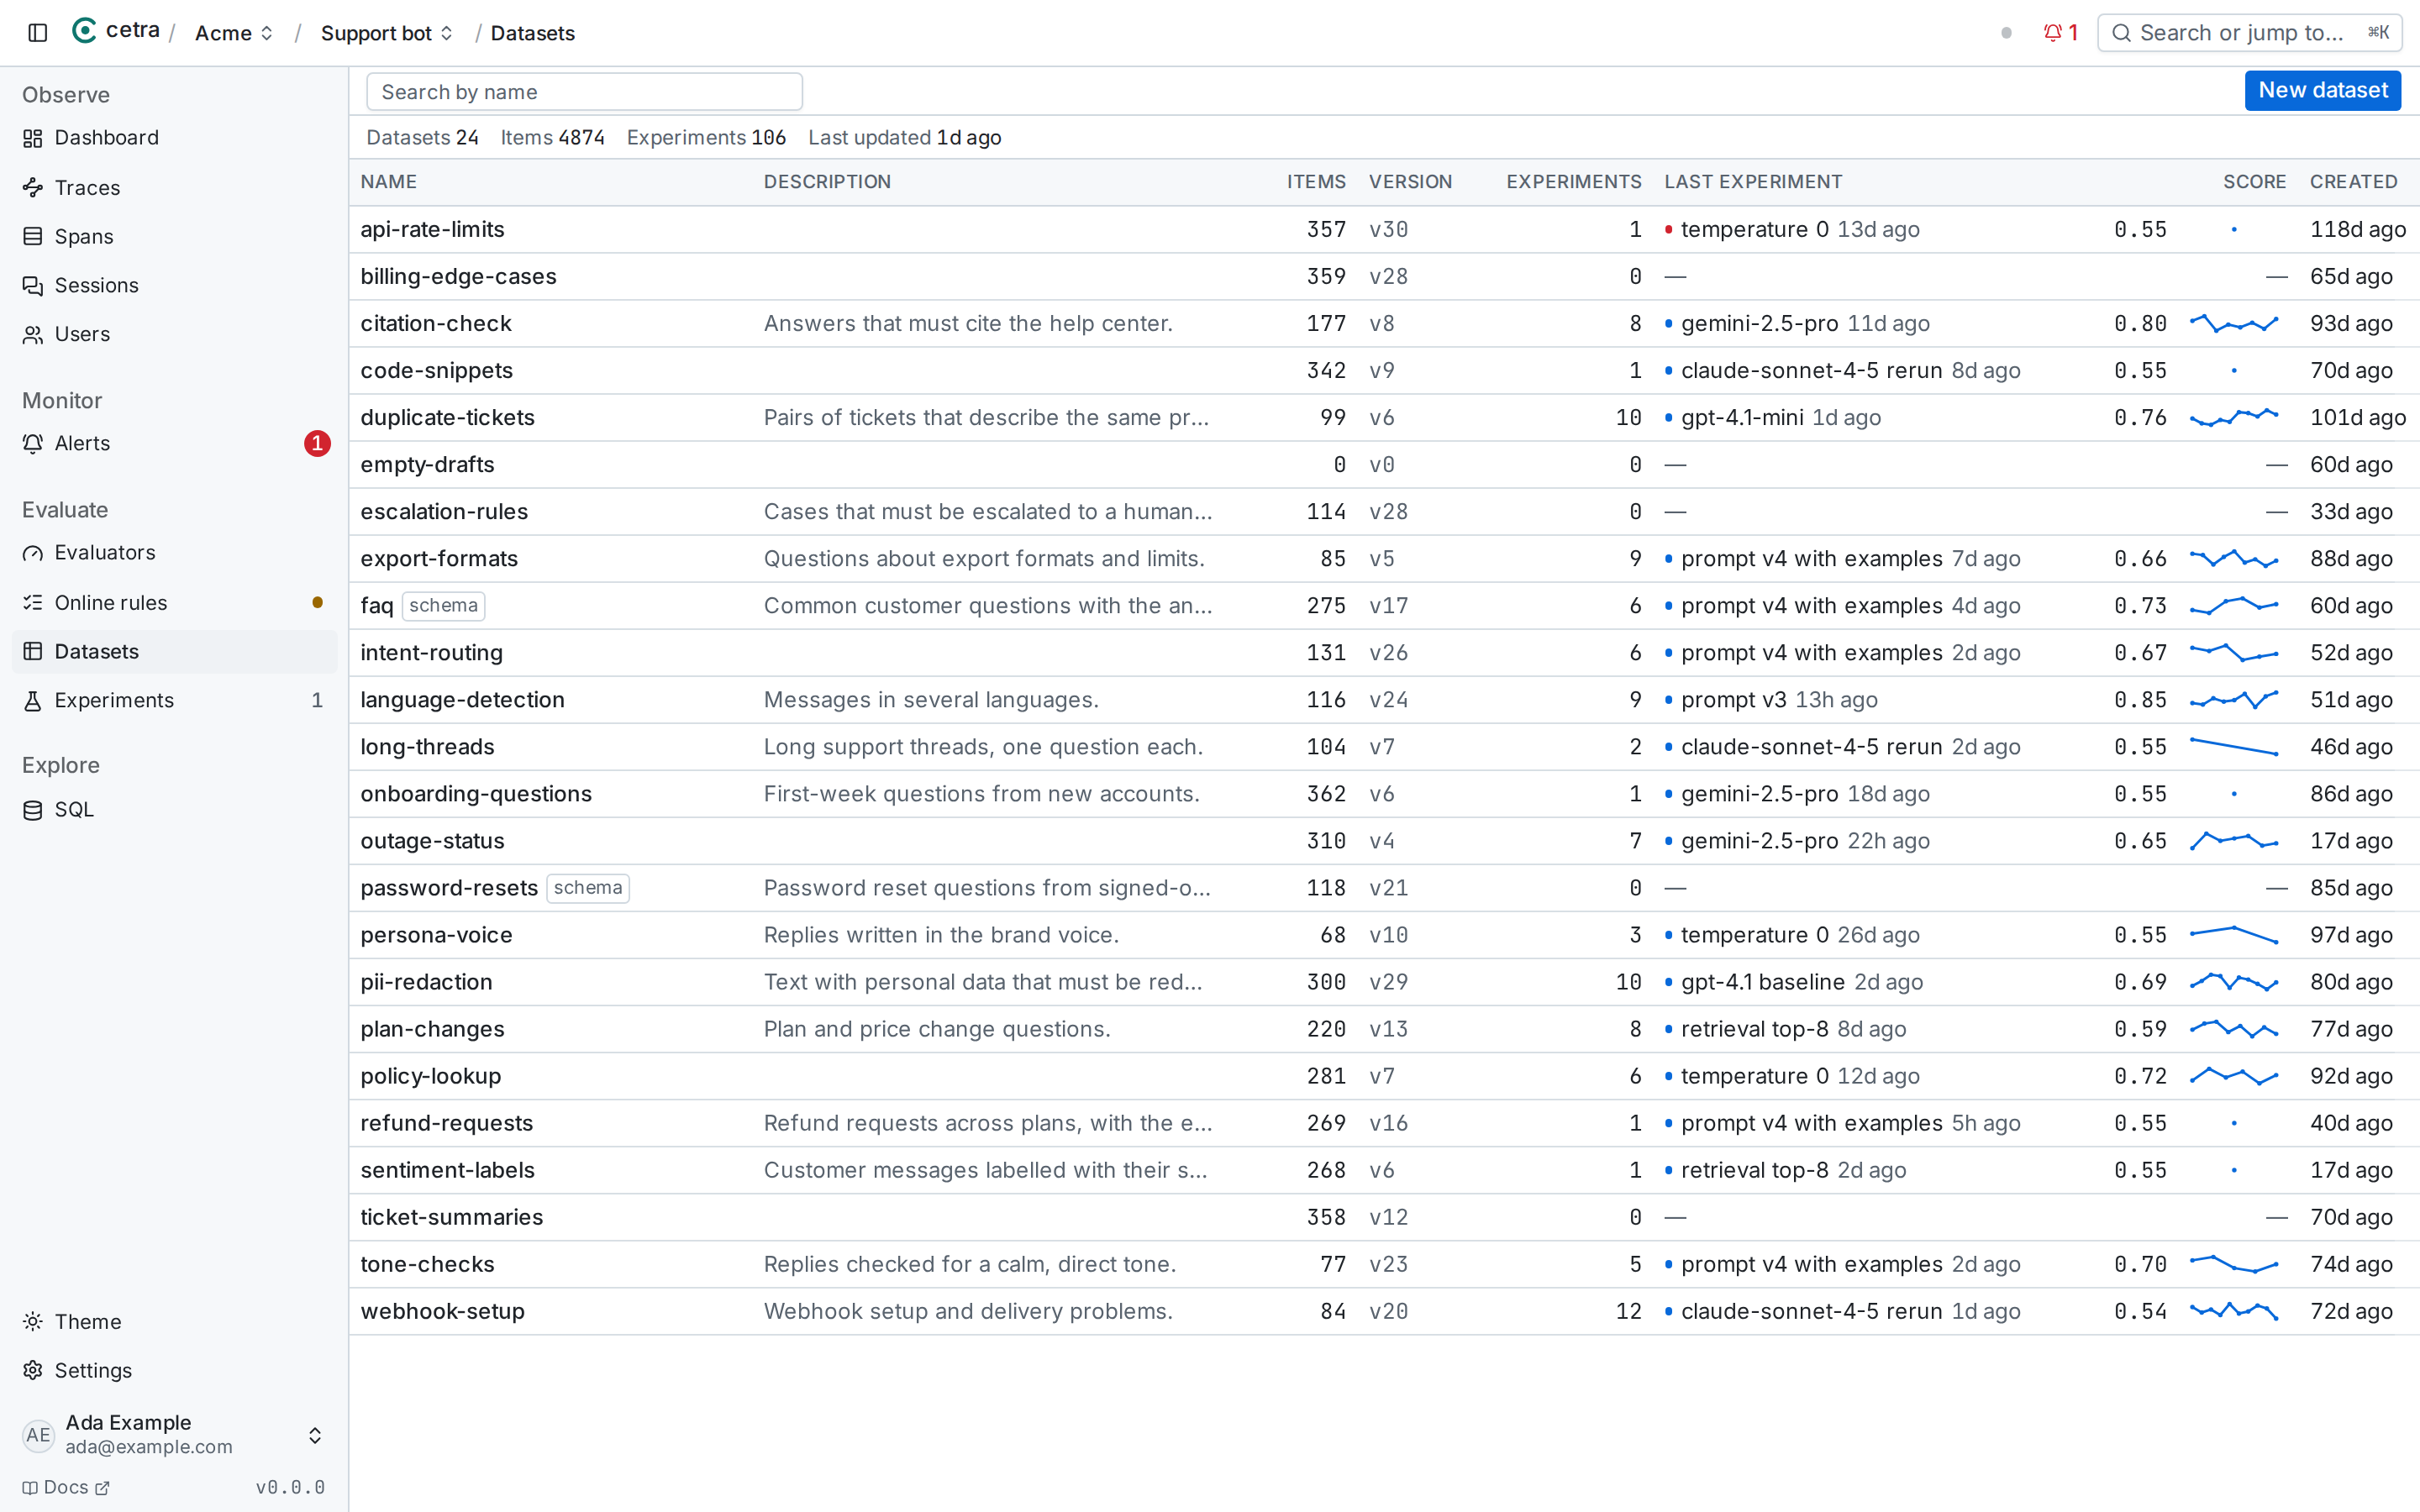 cetra / Acme / Support bot / Datasets 1 Search or jump to... ⌘K
Observe
Dashboard
Traces
Spans
Sessions
Users
Monitor
Alerts 1
Evaluate
Evaluators
Online rules
Datasets
Experiments 1
Explore
SQL
Theme
Settings
AE Ada Example
ada@example.com
Docs v0.0.0
Search by name New dataset
Datasets 24 Items 4874 Experiments 106 Last updated 1d ago
NAME DESCRIPTION ITEMS VERSION EXPERIMENTS LAST EXPERIMENT SCORE CREATED
api-rate-limits 357 v30 1 temperature 0 13d ago 0.55 118d ago
billing-edge-cases 359 v28 0 — — 65d ago
citation-check Answers that must cite the help center. 177 v8 8 gemini-2.5-pro 11d ago 0.80 93d ago
code-snippets 342 v9 1 claude-sonnet-4-5 rerun 8d ago 0.55 70d ago
duplicate-tickets Pairs of tickets that describe the same pr... 99 v6 10 gpt-4.1-mini 1d ago 0.76 101d ago
empty-drafts 0 v0 0 — — 60d ago
escalation-rules Cases that must be escalated to a human... 114 v28 0 — — 33d ago
export-formats Questions about export formats and limits. 85 v5 9 prompt v4 with examples 7d ago 0.66 88d ago
faq schema Common customer questions with the an... 275 v17 6 prompt v4 with examples 4d ago 0.73 60d ago
intent-routing 131 v26 6 prompt v4 with examples 2d ago 0.67 52d ago
language-detection Messages in several languages. 116 v24 9 prompt v3 13h ago 0.85 51d ago
long-threads Long support threads, one question each. 104 v7 2 claude-sonnet-4-5 rerun 2d ago 0.55 46d ago
onboarding-questions First-week questions from new accounts. 362 v6 1 gemini-2.5-pro 18d ago 0.55 86d ago
outage-status 310 v4 7 gemini-2.5-pro 22h ago 0.65 17d ago
password-resets schema Password reset questions from signed-o... 118 v21 0 — — 85d ago
persona-voice Replies written in the brand voice. 68 v10 3 temperature 0 26d ago 0.55 97d ago
pii-redaction Text with personal data that must be red... 300 v29 10 gpt-4.1 baseline 2d ago 0.69 80d ago
plan-changes Plan and price change questions. 220 v13 8 retrieval top-8 8d ago 0.59 77d ago
policy-lookup 281 v7 6 temperature 0 12d ago 0.72 92d ago
refund-requests Refund requests across plans, with the e... 269 v16 1 prompt v4 with examples 5h ago 0.55 40d ago
sentiment-labels Customer messages labelled with their s... 268 v6 1 retrieval top-8 2d ago 0.55 17d ago
ticket-summaries 358 v12 0 — — 70d ago
tone-checks Replies checked for a calm, direct tone. 77 v23 5 prompt v4 with examples 2d ago 0.70 74d ago
webhook-setup Webhook setup and delivery problems. 84 v20 12 claude-sonnet-4-5 rerun 1d ago 0.54 72d ago